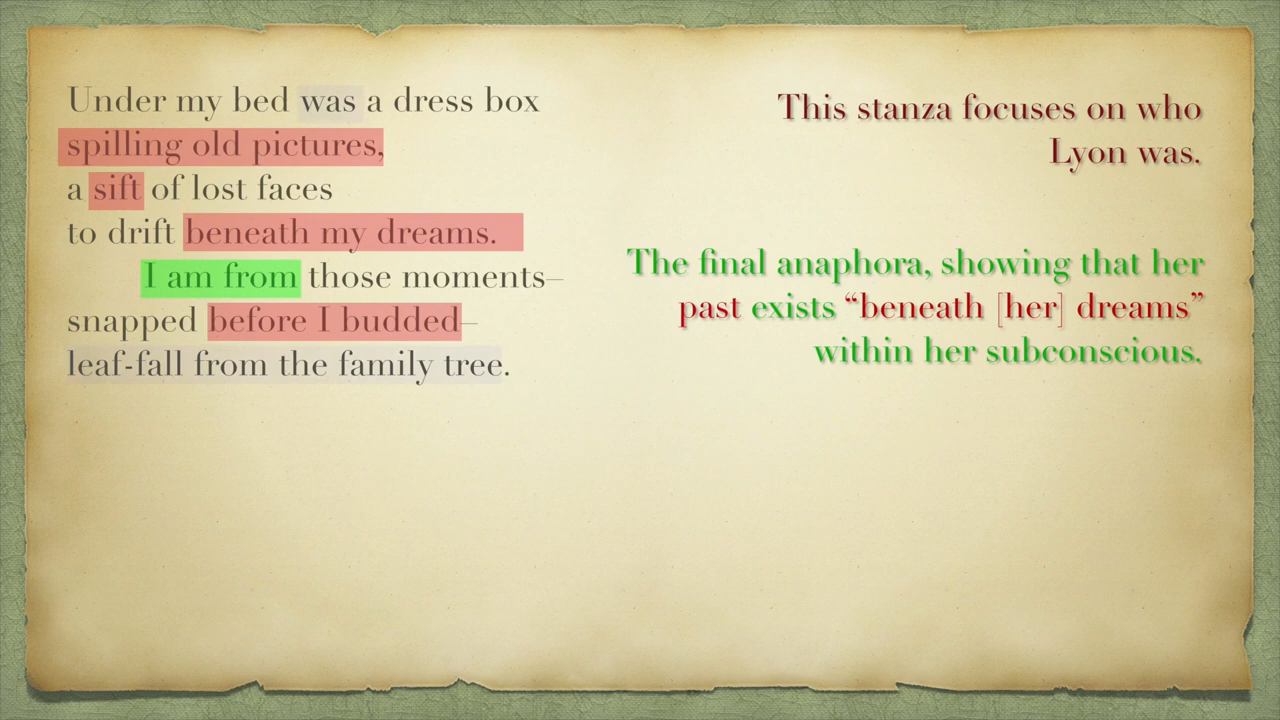 Under my bed was a dress box
spilling old pictures,
a sift of lost faces
to drift beneath my dreams.
I am from those moments–
snapped before I budded–
leaf-fall from the family tree.
This stanza focuses on who
Lyon was.
The final anaphora, showing that her
past exists “beneath [her] dreams”
within her subconscious.